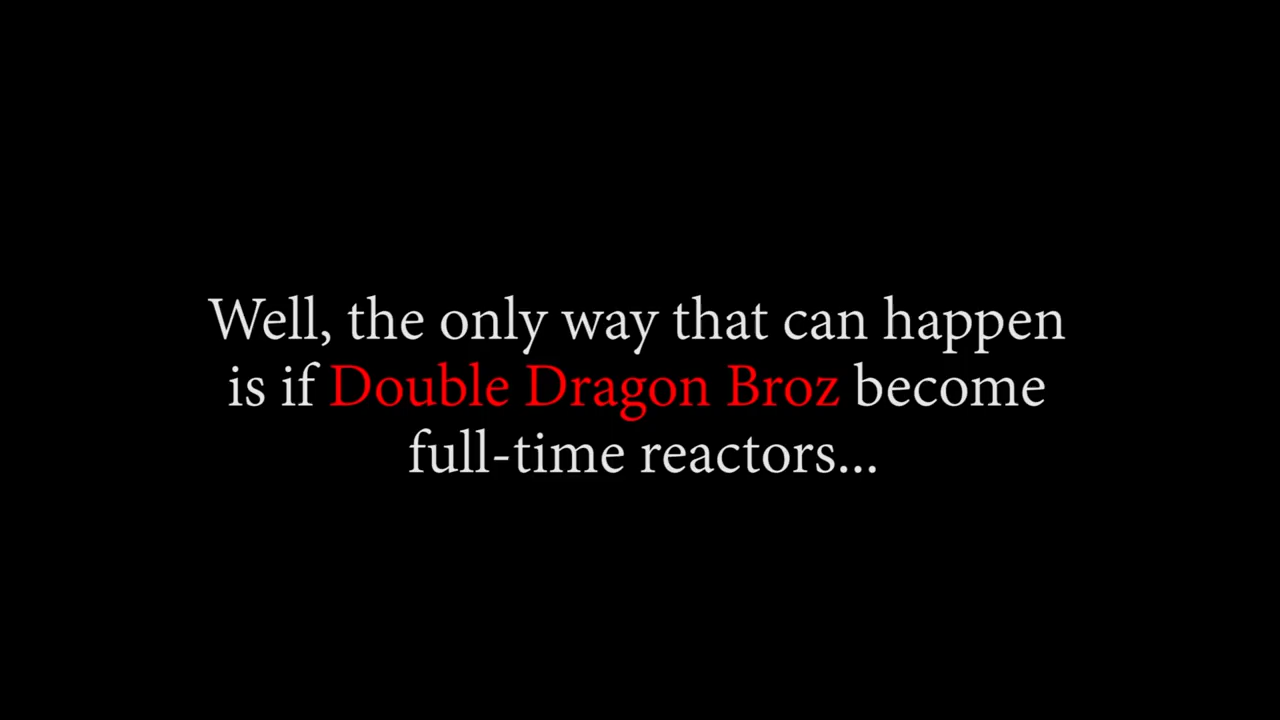 Well, the only way that can happen
is if Double Dragon Broz become
full-time reactors...